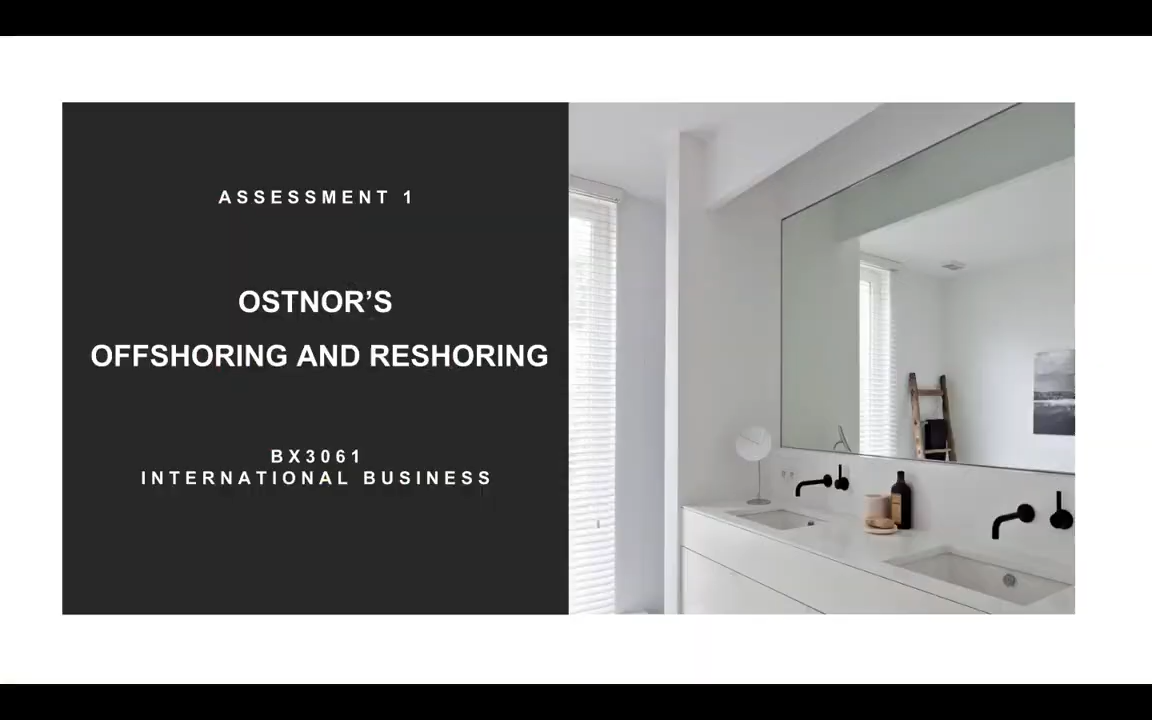 ASSESSMENT 1
OSTNOR’S
OFFSHORING AND RESHORING
BX3061
INTERNATIONAL BUSINESS